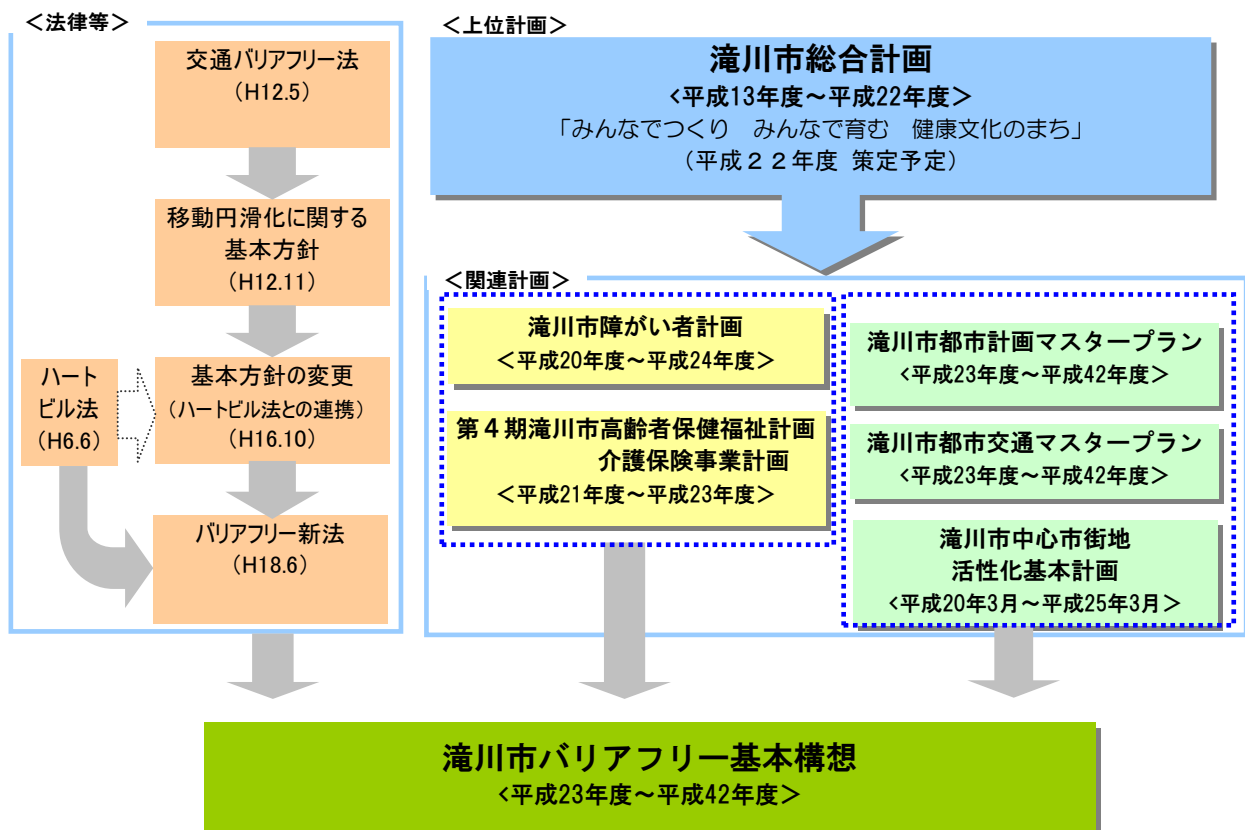 ＜法律等＞
交通バリアフリー法
（H12.5）
移動円滑化に関する
基本方針
（H12.11）
ハート
ビル法
（H6.6）
基本方針の変更
（ハートビル法との連携）
（H16.10）
バリアフリー新法
（H18.6）
＜上位計画＞
滝川市総合計画
<平成13年度～平成22年度＞
「みんなでつくり　みんなで育む　健康文化のまち」
（平成２２年度 策定予定）
＜関連計画＞
滝川市障がい者計画
＜平成20年度～平成24年度＞
第４期滝川市高齢者保健福祉計画
介護保険事業計画
＜平成21年度～平成23年度＞
滝川市都市計画マスタープラン
<平成23年度～平成42年度＞
滝川市都市交通マスタープラン
<平成23年度～平成42年度＞
滝川市中心市街地
活性化基本計画
<平成20年3月～平成25年3月＞
滝川市バリアフリー基本構想
<平成23年度～平成42年度＞